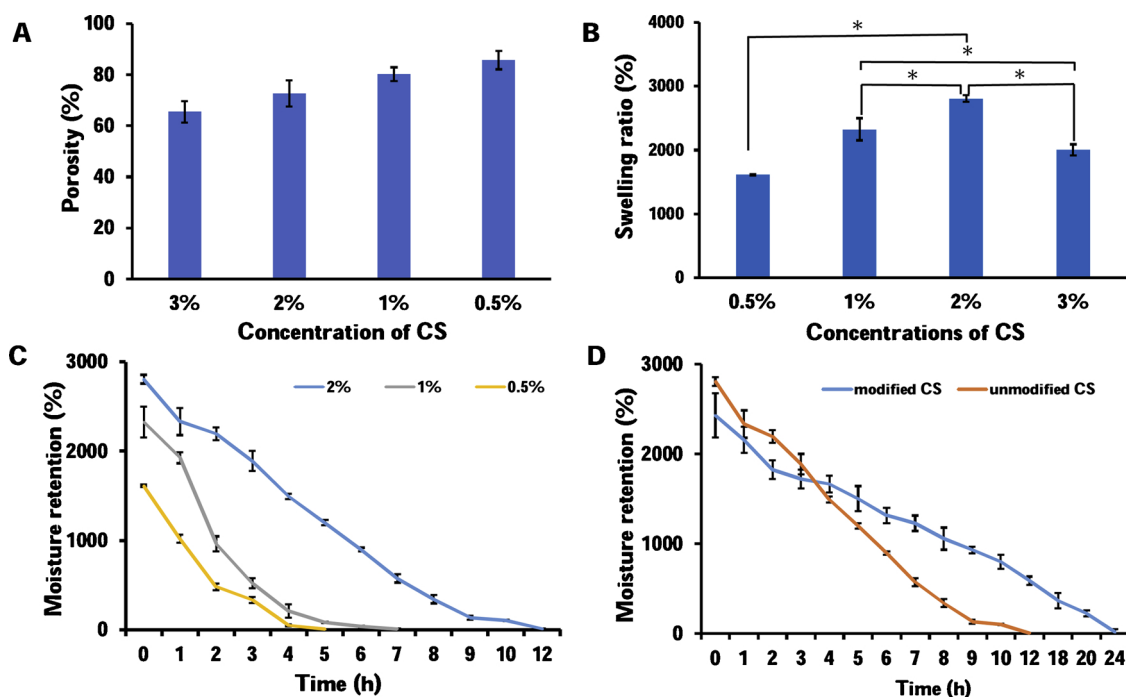 A
Porosity (%)
100
80
60
40
20
0
3% 2% 1% 0.5%
Concentration of CS
B
Swelling ratio (%)
4000
3000
2000
1000
0
*
*
* *
0.5% 1% 2% 3%
Concentrations of CS
C
Moisture retention (%)
3000
2000
1000
0
2% 1% 0.5%
0 1 2 3 4 5 6 7 8 9 10 12
Time (h)
D
Moisture retention (%)
3000
2000
1000
0
modified CS unmodified CS
0 1 2 3 4 5 6 7 8 9 10 12 18 20 24
Time (h)